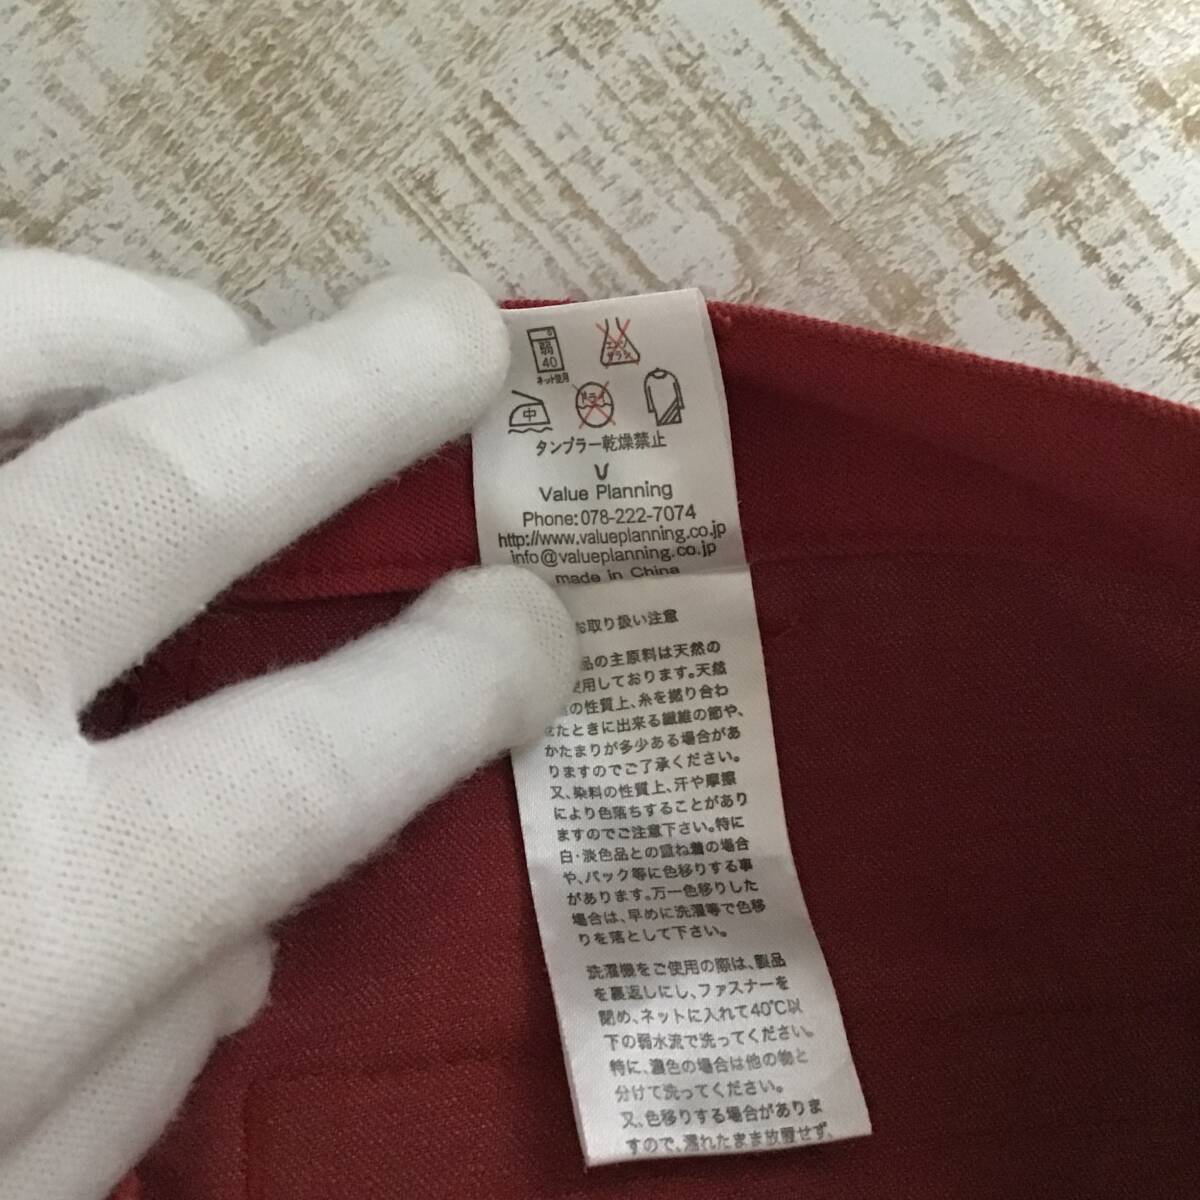 弱
40
ネット使用
エンソ
サラシ
中
ドライ
タンブラー乾燥禁止
Value Planning
Phone:078-222-7074
http://www.valueplanning.co.jp
info@valueplanning.co.jp
made in China
お取り扱い注意
品の主原料は天然の
使用しております。天然
の性質上、糸を撚り合わ
せたときに出来る繊維の節や、
かたまりが多少ある場合があ
りますのでご了承ください。
又、染料の性質上、汗や摩擦
により色落ちすることがあり
ますのでご注意下さい。特に
白・淡色品との重ね着の場合
や、バック等に色移りする事
があります。万一色移りした
場合は、早めに洗濯等で色移
りを落として下さい。
洗濯機をご使用の際は、製品
を裏返しにし、ファスナーを
閉め、ネットに入れて40℃以
下の弱水流で洗ってください。
特に、濃色の場合は他の物と
分けて洗ってください。
又、色移りする場合がありま
すので、濡れたまま放置せず、